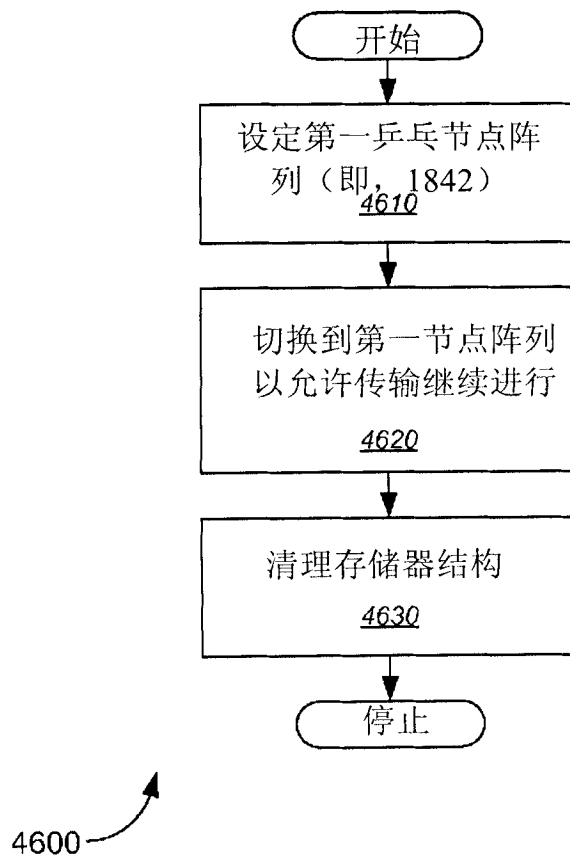 开始
设定第一乒乓节点阵
列（即，1842）
4610
切换到第一节点阵列
以允许传输继续进行
4620
清理存储器结构
4630
停止
4600